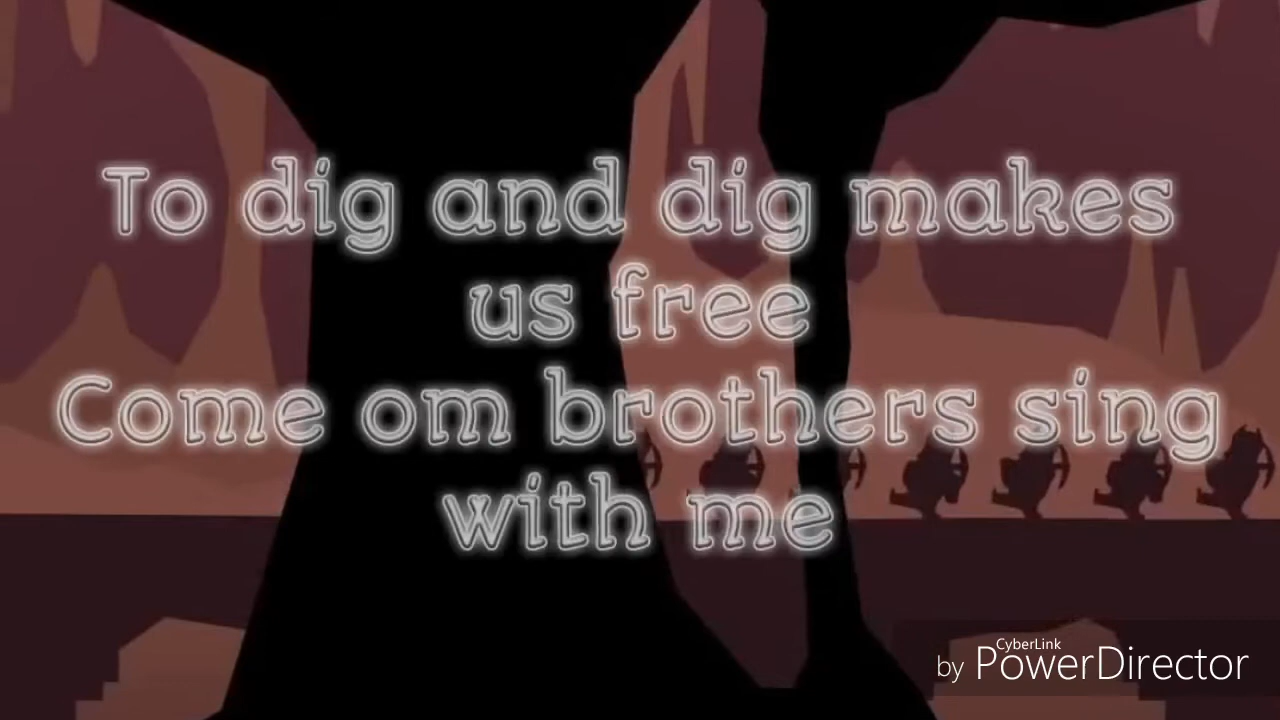 To dig and dig makes
us free
Come om brothers sing
with me
CyberLink
by PowerDirector